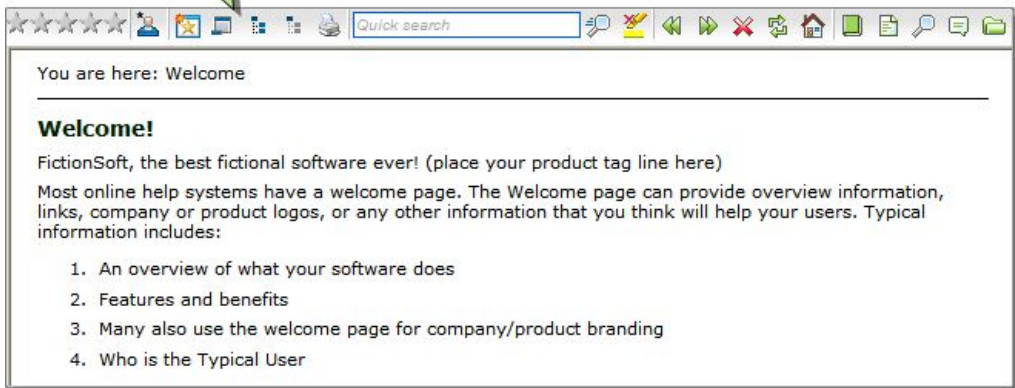 Quick search
You are here: Welcome
Welcome!
FictionSoft, the best fictional software ever! (place your product tag line here)
Most online help systems have a welcome page. The Welcome page can provide overview information,
links, company or product logos, or any other information that you think will help your users. Typical
information includes:
1. An overview of what your software does
2. Features and benefits
3. Many also use the welcome page for company/product branding
4. Who is the Typical User